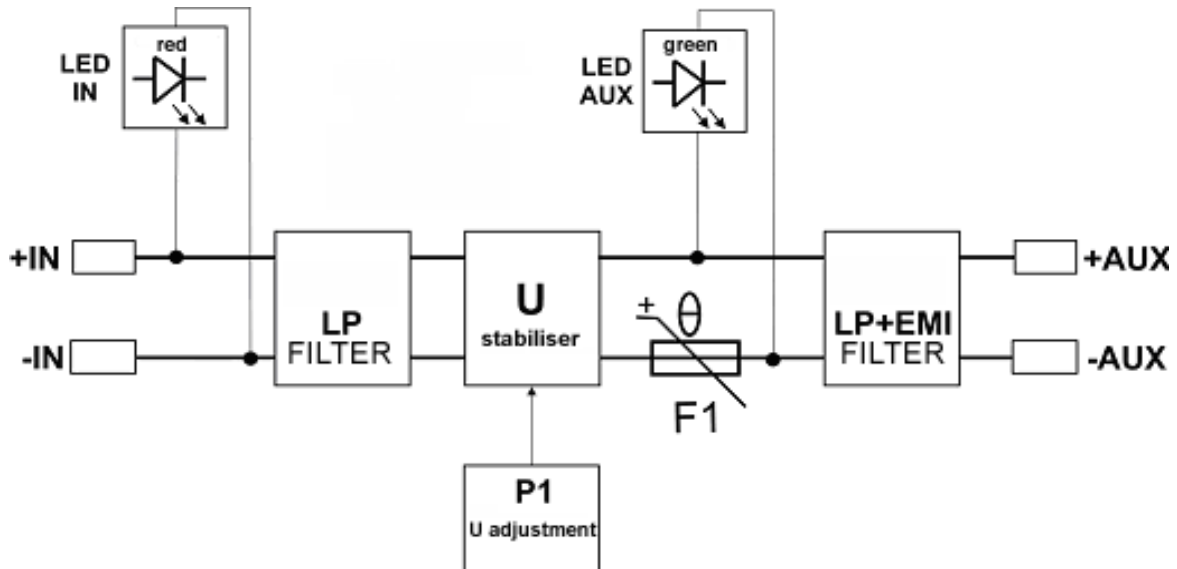 red
LED
IN
green
LED
AUX
+IN
-IN
LP
FILTER
U
stabiliser
+ θ
F1
LP+EMI
FILTER
+AUX
-AUX
P1
U adjustment